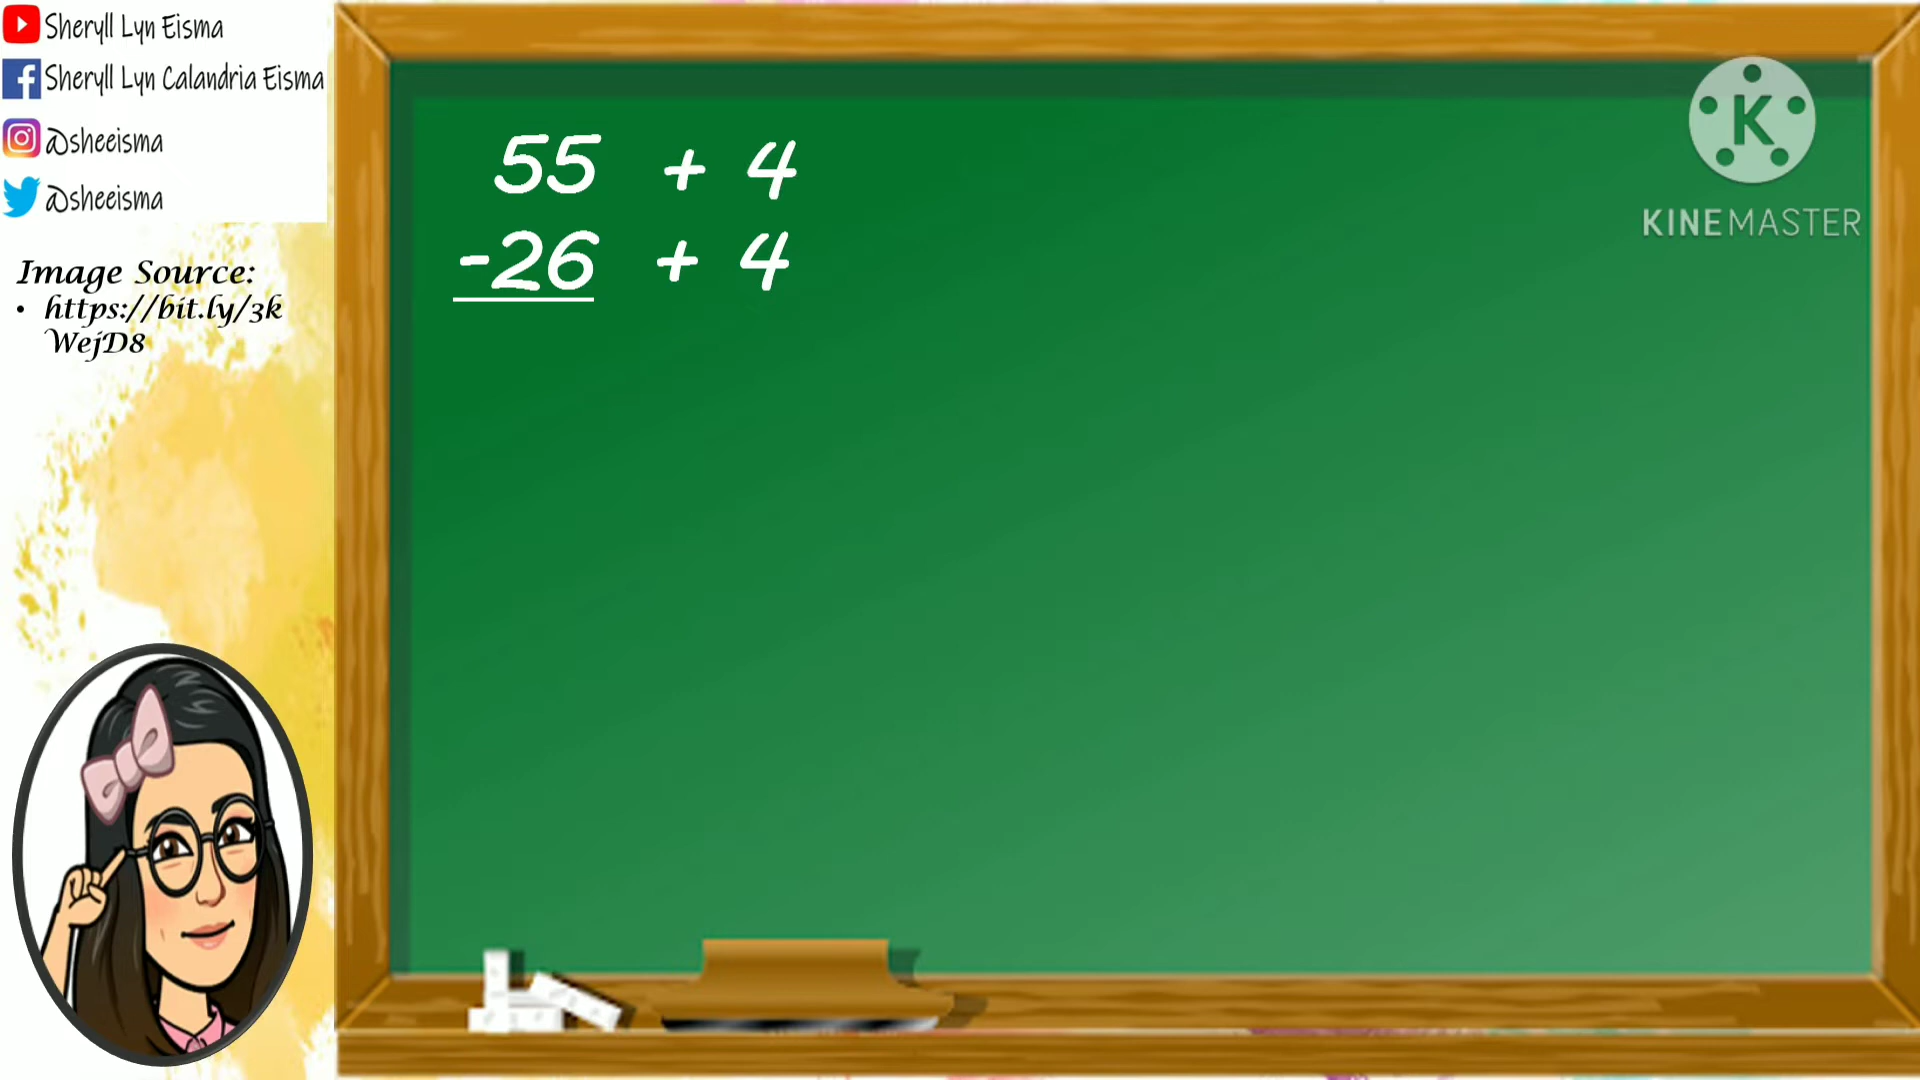 Sheryll Lyn Eisma
Sheryll Lyn Calandria Eisma
@sheeisma
@sheeisma
Image Source:
• https://bit.ly/3k
WejD8
55 + 4
-26 + 4
K
KINEMASTER